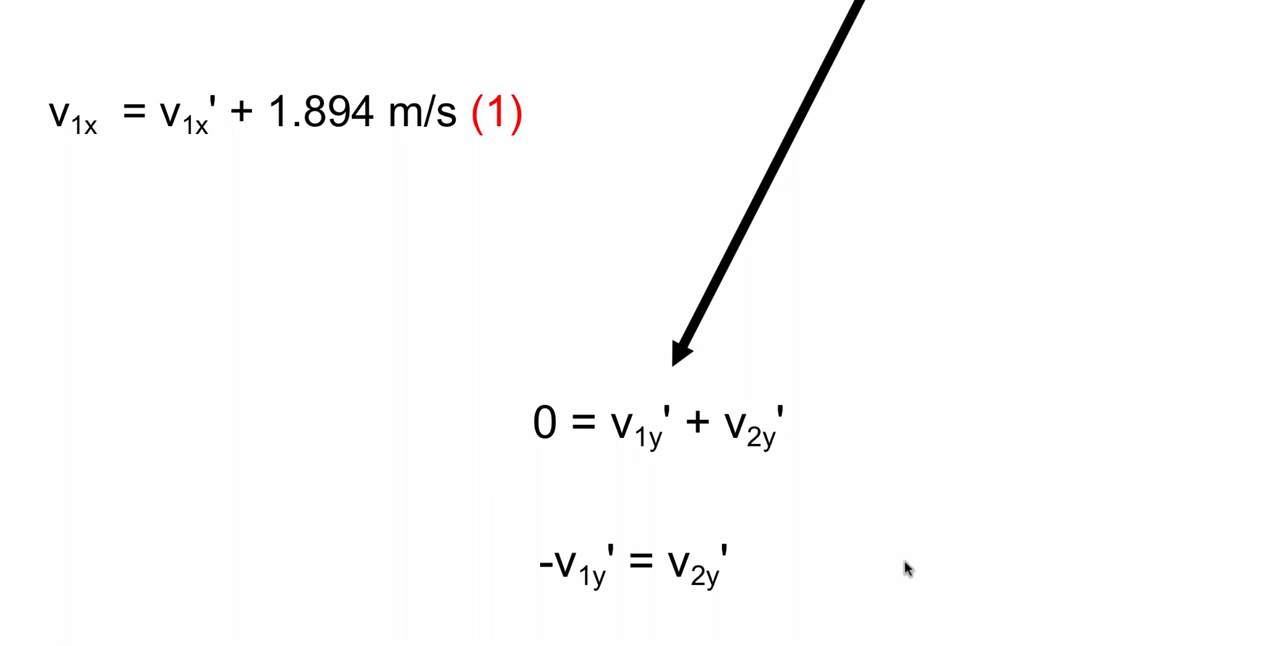 v1x = v1x' + 1.894 m/s (1)
0 = v1y' + v2y'
-v1y' = v2y'